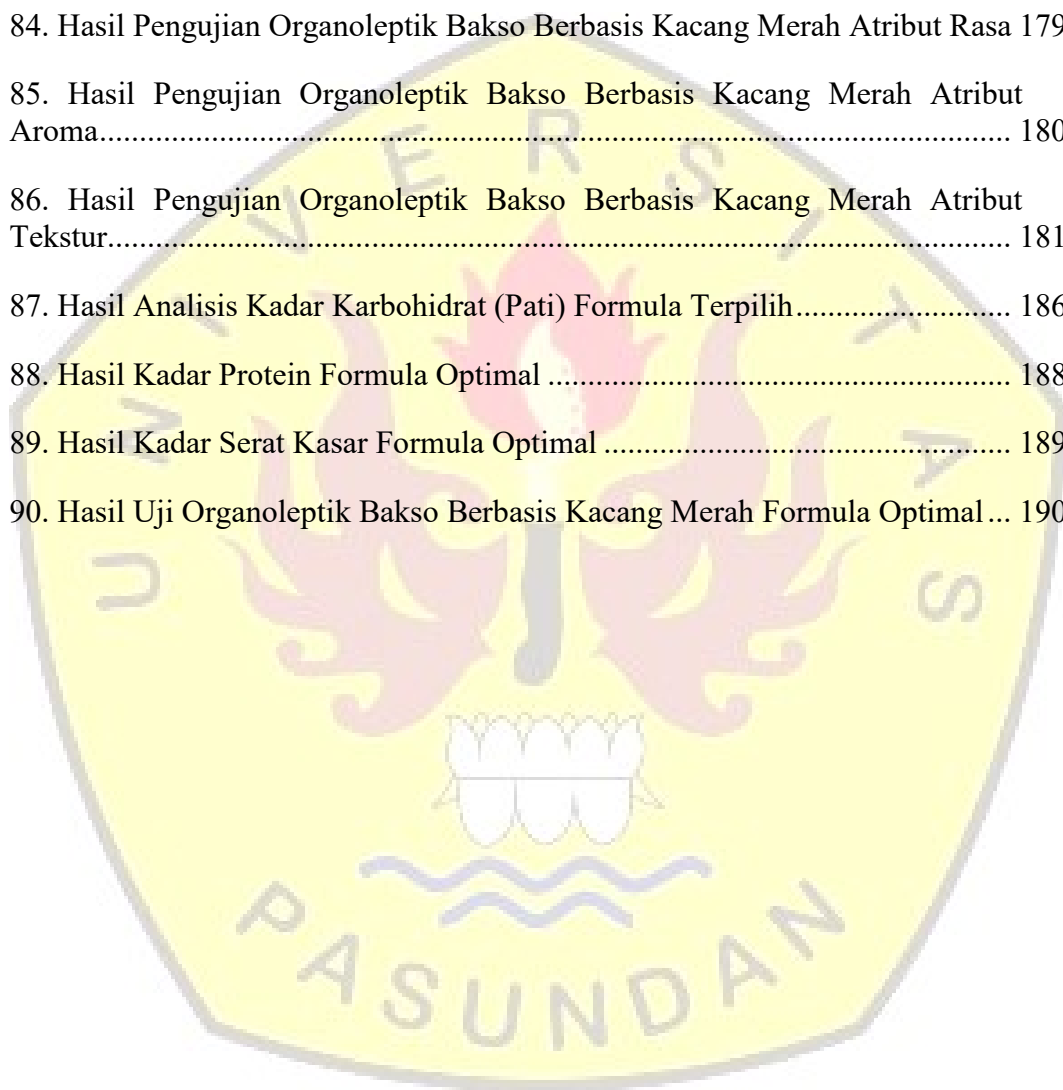 84. Hasil Pengujian Organoleptik Bakso Berbasis Kacang Merah Atribut Rasa 179
85. Hasil Pengujian Organoleptik Bakso Berbasis Kacang Merah Atribut
Aroma.................................................................................................................... 180
86. Hasil Pengujian Organoleptik Bakso Berbasis Kacang Merah Atribut
Tekstur................................................................................................................... 181
87. Hasil Analisis Kadar Karbohidrat (Pati) Formula Terpilih............................ 186
88. Hasil Kadar Protein Formula Optimal ........................................................... 188
89. Hasil Kadar Serat Kasar Formula Optimal .................................................... 189
90. Hasil Uji Organoleptik Bakso Berbasis Kacang Merah Formula Optimal ... 190
UNIVERSITAS
PASUNDAN